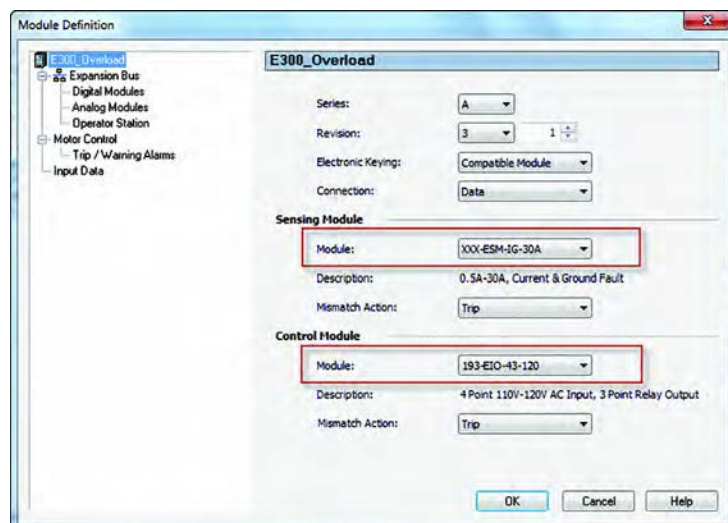 Module Definition
E300_Overload
Expansion Bus
Digital Modules
Analog Modules
Operator Station
Motor Control
Trip / Warning Alarms
Input Data
E300_Overload
Series: A
Revision: 3 1
Electronic Keying: Compatible Module
Connection: Data
Sensing Module
Module: XXX-ESM-IG-30A
Description: 0.5A-30A, Current & Ground Fault
Mismatch Action: Trip
Control Module
Module: 193-EIO-43-120
Description: 4 Point 110V-120V AC Input, 3 Point Relay Output
Mismatch Action: Trip
OK Cancel Help